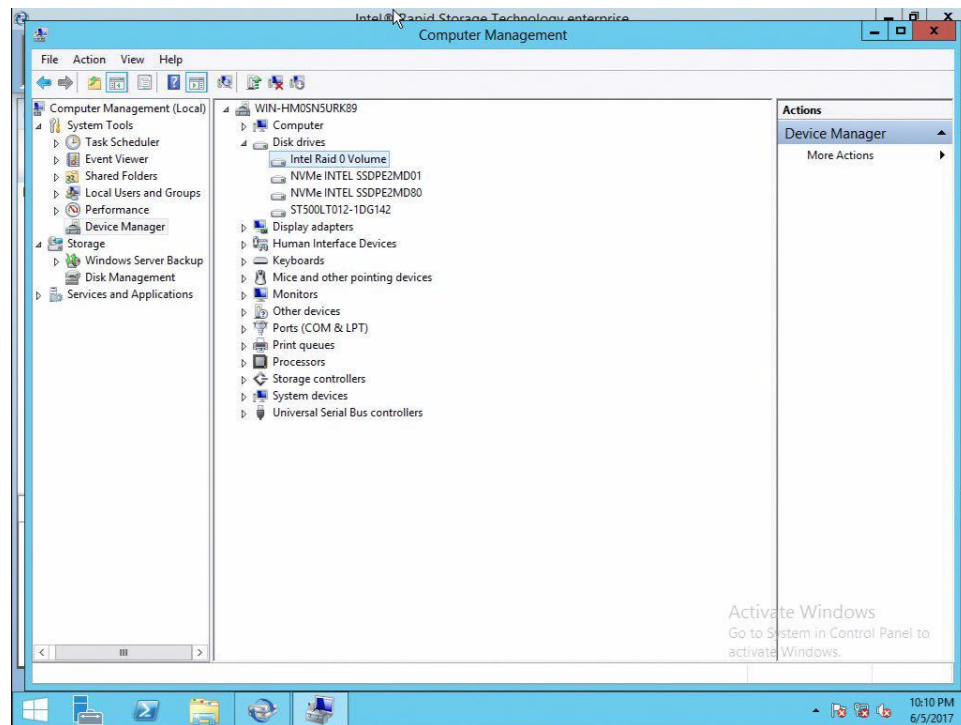 Intel® Rapid Storage Technology enterprise
Computer Management
File Action View Help
Computer Management (Local)
System Tools
Task Scheduler
Event Viewer
Shared Folders
Local Users and Groups
Performance
Device Manager
Storage
Windows Server Backup
Disk Management
Services and Applications
WIN-HM0SN5URK89
Computer
Disk drives
Intel Raid 0 Volume
NVMe INTEL SSDPE2MD01
NVMe INTEL SSDPE2MD80
ST500LT012-1DG142
Display adapters
Human Interface Devices
Keyboards
Mice and other pointing devices
Monitors
Other devices
Ports (COM & LPT)
Print queues
Processors
Storage controllers
System devices
Universal Serial Bus controllers
Actions
Device Manager
More Actions
Activate Windows
Go to System in Control Panel to
activate Windows.
10:10 PM
6/5/2017